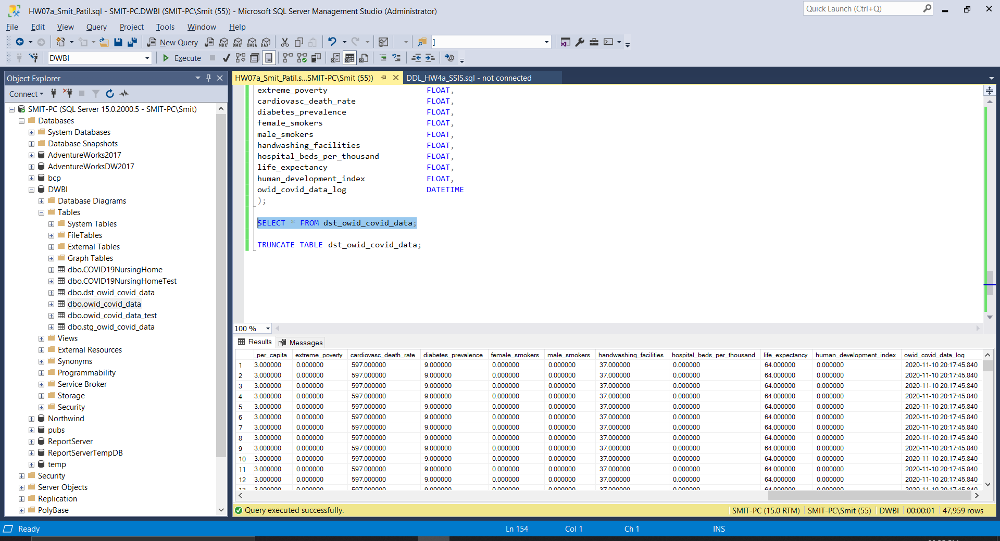 HW07a_Smit_Patil.sql - SMIT-PC.DWBI (SMIT-PC\Smit (55)) - Microsoft SQL Server Management Studio (Administrator)
Quick Launch (Ctrl+Q)
File Edit View Query Project Tools Window Help
New Query
MDX DMX XMLA DAX
]
DWBI
Execute
Object Explorer
Connect
SMIT-PC (SQL Server 15.0.2000.5 - SMIT-PC\Smit)
Databases
System Databases
Database Snapshots
AdventureWorks2017
AdventureWorksDW2017
bcp
DWBI
Database Diagrams
Tables
System Tables
FileTables
External Tables
Graph Tables
dbo.COVID19NursingHome
dbo.COVID19NursingHomeTest
dbo.dst_owid_covid_data
dbo.owid_covid_data
dbo.owid_covid_data_test
dbo.stg_owid_covid_data
Views
External Resources
Synonyms
Programmability
Service Broker
Storage
Security
Northwind
pubs
ReportServer
ReportServerTempDB
temp
Security
Server Objects
Replication
PolyBase
HW07a_Smit_Patil.s...SMIT-PC\Smit (55))
DDL_HW4a_SSIS.sql - not connected
extreme_poverty FLOAT,
cardiovasc_death_rate FLOAT,
diabetes_prevalence FLOAT,
female_smokers FLOAT,
male_smokers FLOAT,
handwashing_facilities FLOAT,
hospital_beds_per_thousand FLOAT,
life_expectancy FLOAT,
human_development_index FLOAT,
owid_covid_data_log DATETIME
);
SELECT * FROM dst_owid_covid_data;
TRUNCATE TABLE dst_owid_covid_data;
100 %
Results Messages
_per_capita extreme_poverty cardiovasc_death_rate diabetes_prevalence female_smokers male_smokers handwashing_facilities hospital_beds_per_thousand life_expectancy human_development_index owid_covid_data_log
1 3.000000 0.000000 597.000000 9.000000 0.000000 0.000000 37.000000 0.000000 64.000000 0.000000 2020-11-10 20:17:45.840
2 3.000000 0.000000 597.000000 9.000000 0.000000 0.000000 37.000000 0.000000 64.000000 0.000000 2020-11-10 20:17:45.840
3 3.000000 0.000000 597.000000 9.000000 0.000000 0.000000 37.000000 0.000000 64.000000 0.000000 2020-11-10 20:17:45.840
4 3.000000 0.000000 597.000000 9.000000 0.000000 0.000000 37.000000 0.000000 64.000000 0.000000 2020-11-10 20:17:45.840
5 3.000000 0.000000 597.000000 9.000000 0.000000 0.000000 37.000000 0.000000 64.000000 0.000000 2020-11-10 20:17:45.840
6 3.000000 0.000000 597.000000 9.000000 0.000000 0.000000 37.000000 0.000000 64.000000 0.000000 2020-11-10 20:17:45.840
7 3.000000 0.000000 597.000000 9.000000 0.000000 0.000000 37.000000 0.000000 64.000000 0.000000 2020-11-10 20:17:45.840
8 3.000000 0.000000 597.000000 9.000000 0.000000 0.000000 37.000000 0.000000 64.000000 0.000000 2020-11-10 20:17:45.840
9 3.000000 0.000000 597.000000 9.000000 0.000000 0.000000 37.000000 0.000000 64.000000 0.000000 2020-11-10 20:17:45.840
10 3.000000 0.000000 597.000000 9.000000 0.000000 0.000000 37.000000 0.000000 64.000000 0.000000 2020-11-10 20:17:45.840
11 3.000000 0.000000 597.000000 9.000000 0.000000 0.000000 37.000000 0.000000 64.000000 0.000000 2020-11-10 20:17:45.840
12 3.000000 0.000000 597.000000 9.000000 0.000000 0.000000 37.000000 0.000000 64.000000 0.000000 2020-11-10 20:17:45.840
Query executed successfully.
SMIT-PC (15.0 RTM) SMIT-PC\Smit (55) DWBI 00:00:01 47,959 rows
Ready Ln 154 Col 1 Ch 1 INS